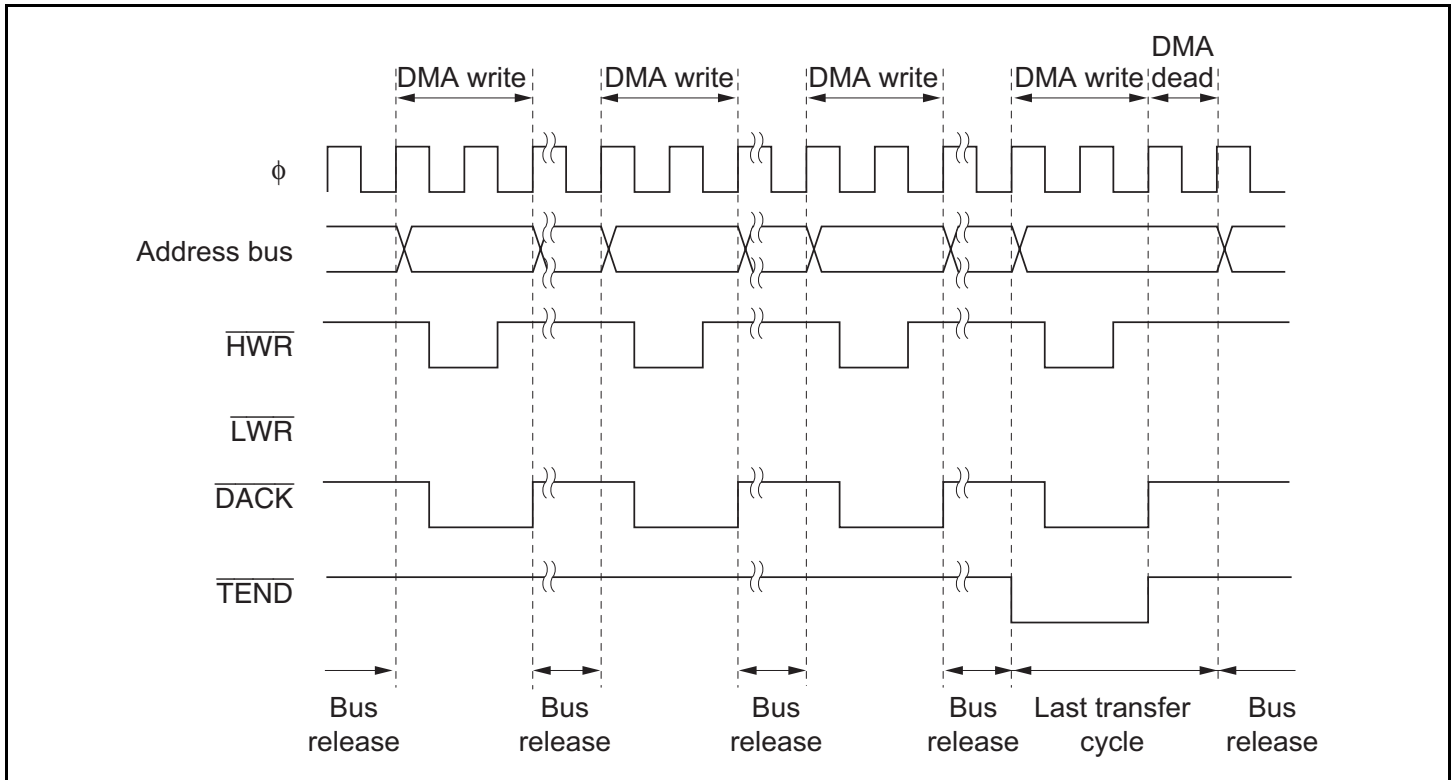 DMA
DMA write DMA write DMA write DMA write dead
φ
Address bus
HWR
LWR
DACK
TEND
Bus Bus Bus Bus Last transfer Bus
release release release release cycle release